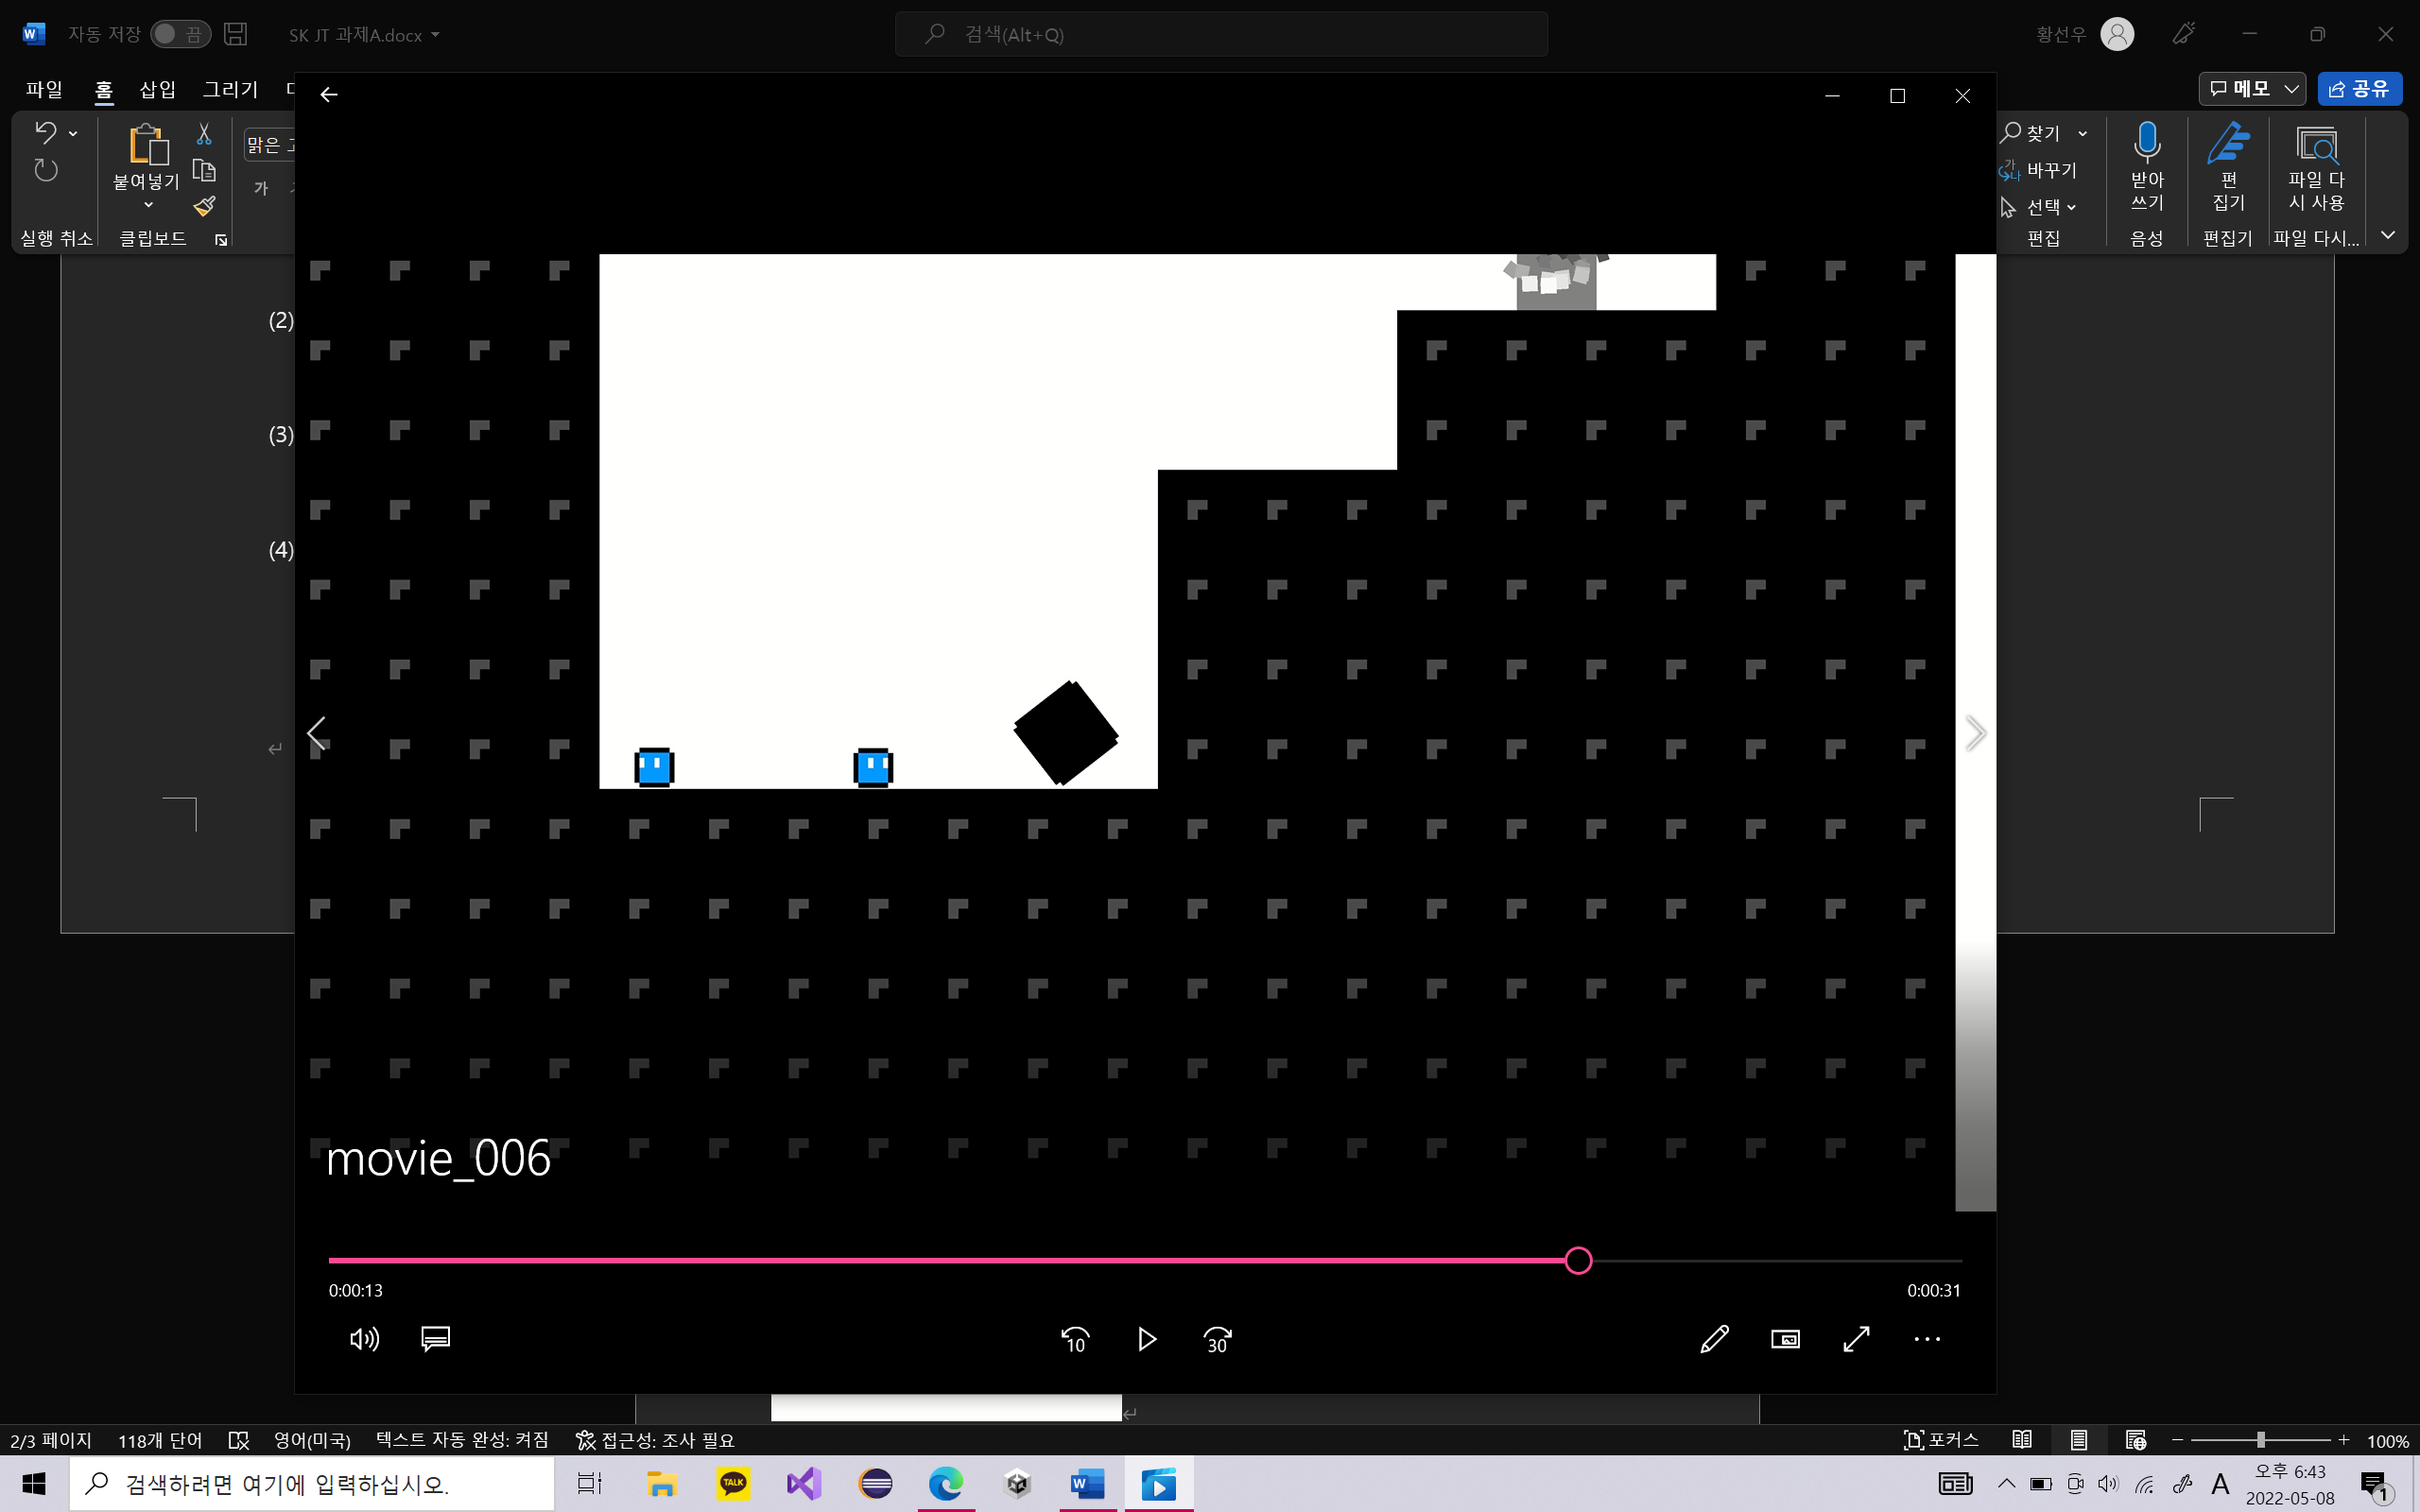 자동 저장 끔 SK JT 과제A.docx 검색(Alt+Q) 황선우
파일 홈 삽입 그리기 메모 공유
붙여넣기
실행 취소 클립보드
맑은
가
찾기
바꾸기
선택
편집
받아
쓰기
음성
편
집기
편집기
파일 다
시 사용
파일 다시...
(2)
(3)
(4)
movie_006
0:00:13 0:00:31
10 30
2/3 페이지 118개 단어 영어(미국) 텍스트 자동 완성: 켜짐 접근성: 조사 필요 포커스 100%
검색하려면 여기에 입력하십시오.
TALK
W
A
오후 6:43
2022-05-08
1